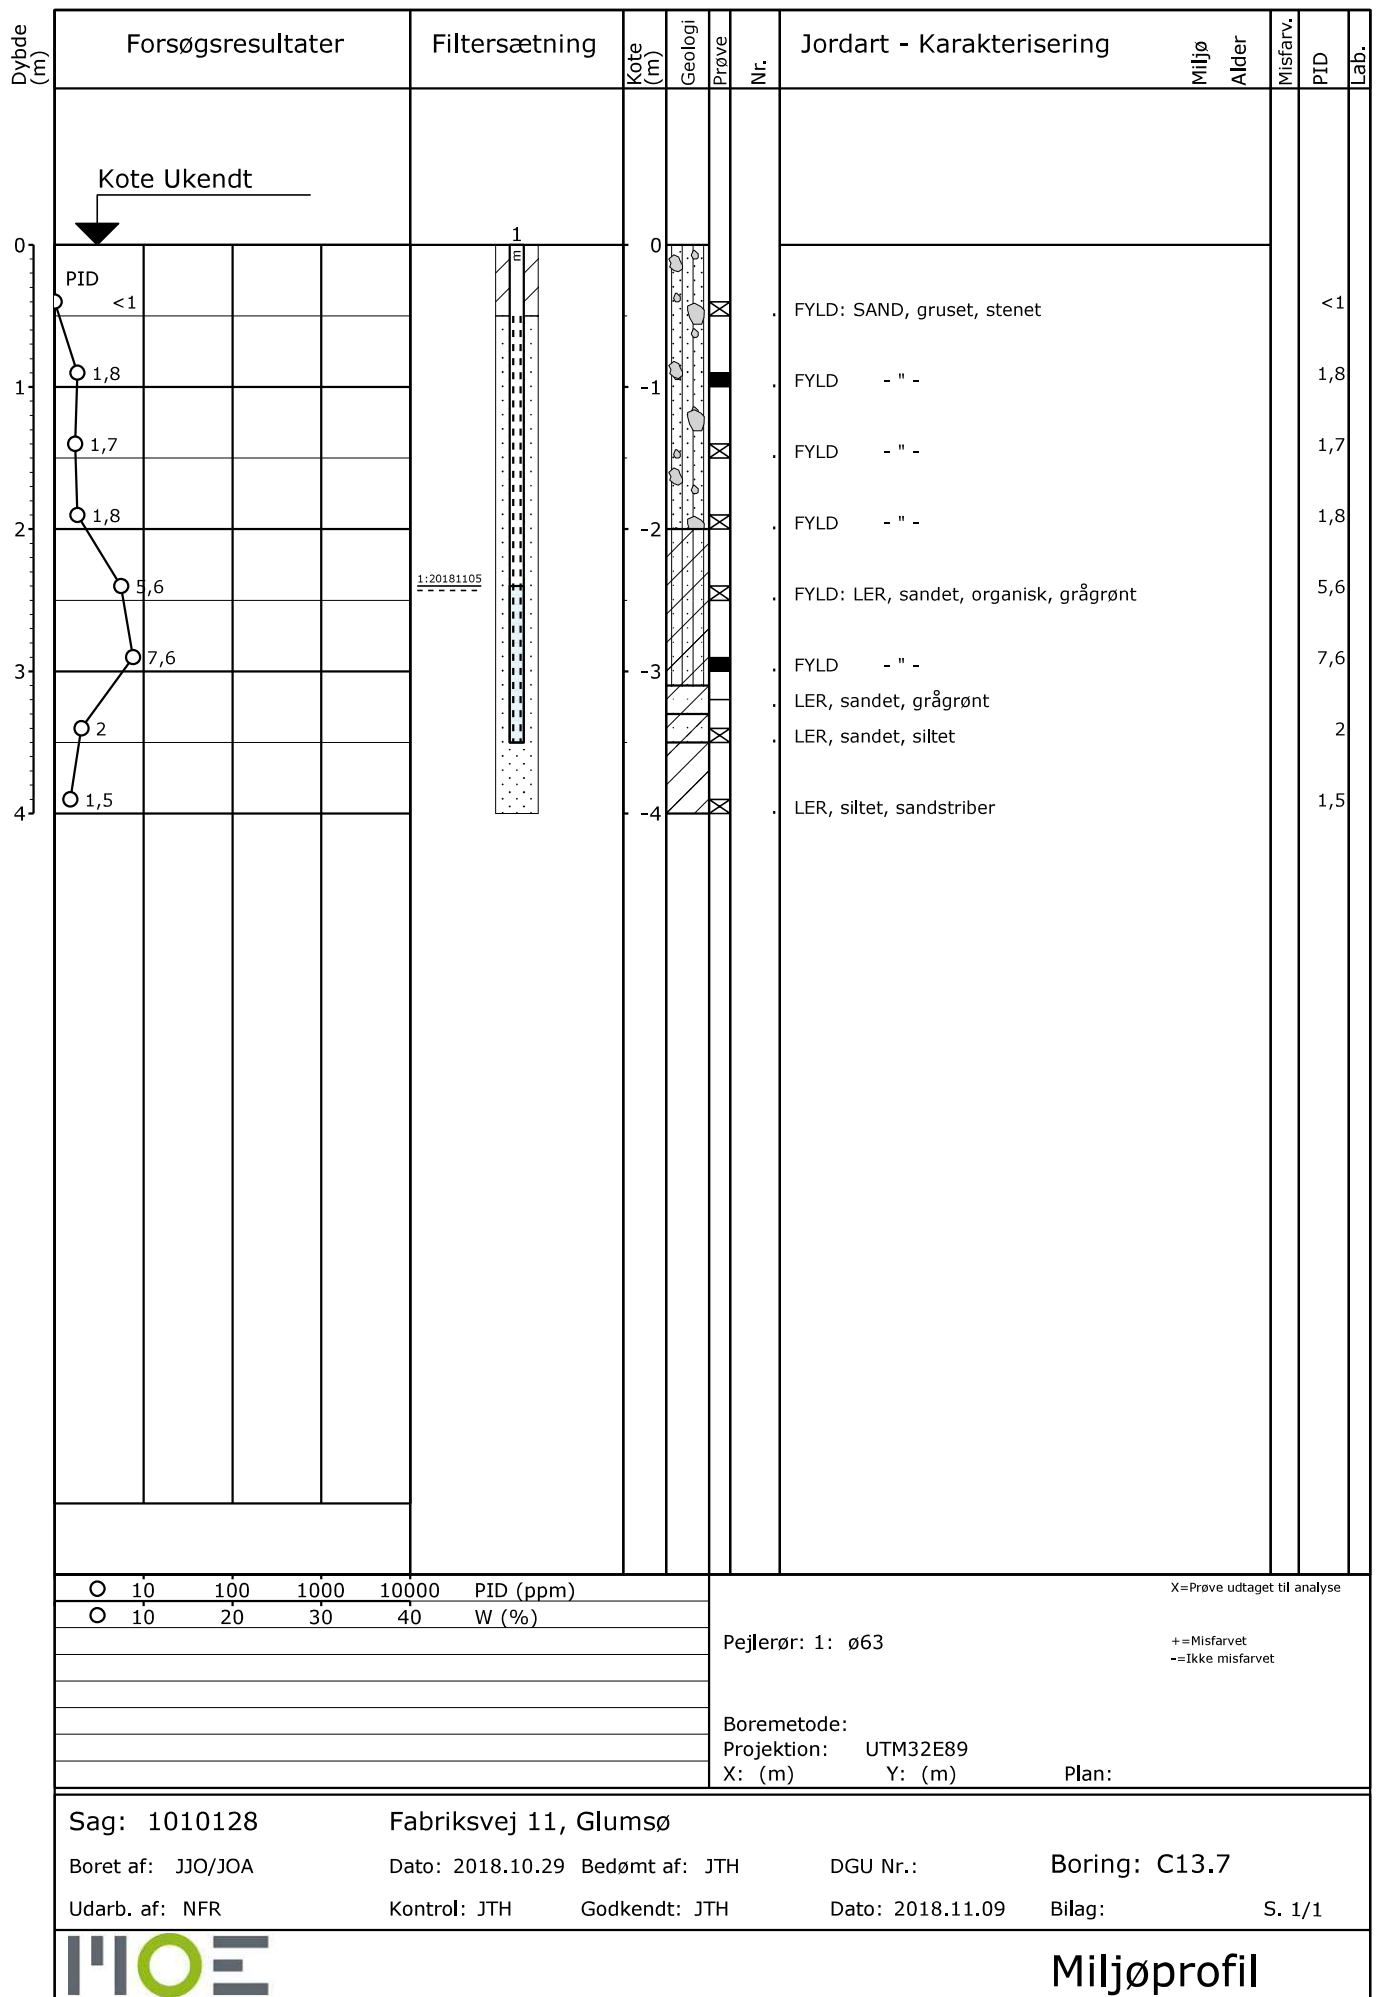 Dybde (m) Forsøgsresultater Filtersætning Kote (m) Geologi Prøve Nr. Jordart - Karakterisering Miljø Alder Misfarv. PID Lab.
Kote Ukendt
0 1 m 0
PID
<1 . FYLD: SAND, gruset, stenet <1
1,8 . FYLD - " - 1,8
1 -1
1,7 . FYLD - " - 1,7
1,8 . FYLD - " - 1,8
2 -2
5,6 1:20181105 . FYLD: LER, sandet, organisk, grågrønt 5,6
7,6 . FYLD - " - 7,6
3 -3
. LER, sandet, grågrønt
2 . LER, sandet, siltet 2
1,5 . LER, siltet, sandstriber 1,5
4 -4
10 100 1000 10000 PID (ppm)
10 20 30 40 W (%)
X=Prøve udtaget til analyse
Pejlerør: 1: ø63
+=Misfarvet
-=Ikke misfarvet
Boremetode:
Projektion: UTM32E89
X: (m) Y: (m) Plan:
Sag: 1010128 Fabriksvej 11, Glumsø
Boret af: JJO/JOA Dato: 2018.10.29 Bedømt af: JTH DGU Nr.: Boring: C13.7
Udarb. af: NFR Kontrol: JTH Godkendt: JTH Dato: 2018.11.09 Bilag: S. 1/1
MOE Miljøprofil